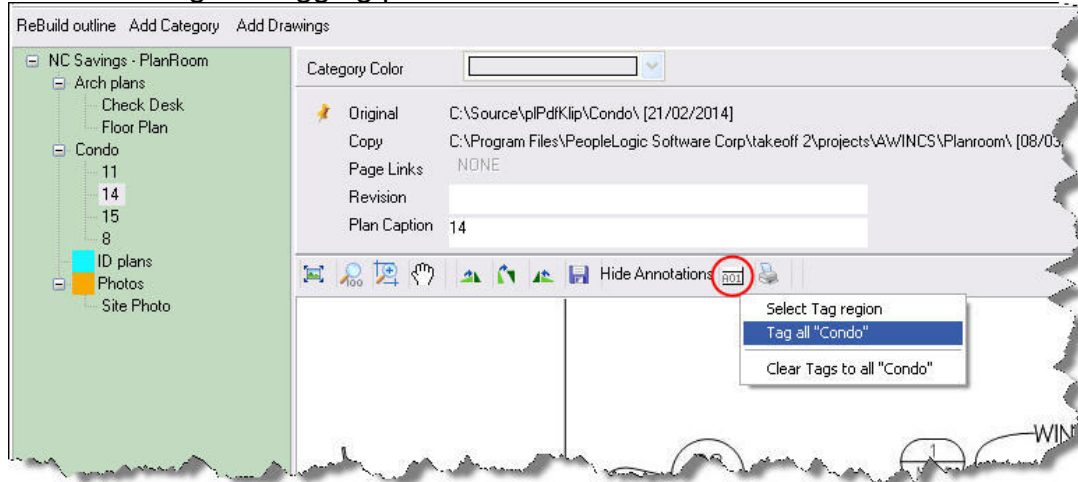 ReBuild outline Add Category Add Drawings
NC Savings - PlanRoom
Arch plans
Check Desk
Floor Plan
Condo
11
14
15
8
ID plans
Photos
Site Photo
Category Color
Original C:\Source\plPdfKlip\Condo\ [21/02/2014]
Copy C:\Program Files\PeopleLogic Software Corp\takeoff 2\projects\AWINCS\Planroom\ [08/03
Page Links NONE
Revision
Plan Caption 14
100 Hide Annotations A01
Select Tag region
Tag all "Condo"
Clear Tags to all "Condo"
1
WIN